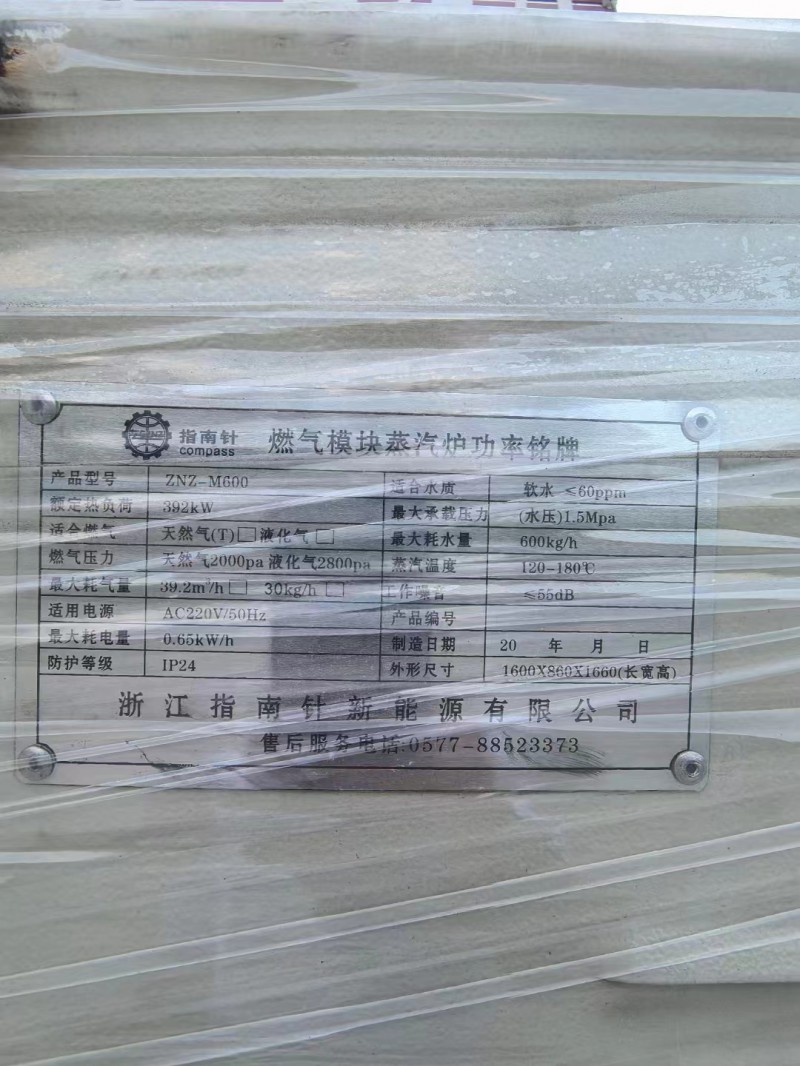 指南针
compass
燃气模块蒸汽炉功率铭牌
产品型号 ZNZ-M600 适合水质 软水 ≤60ppm
额定热负荷 392kW 最大承载压力 (水压)1.5Mpa
适合燃气 天然气(T)□液化气□ 最大耗水量 600kg/h
燃气压力 天然气2000pa 液化气2800pa 蒸汽温度 120-180℃
最大耗气量 39.2m³/h□ 30kg/h □ 工作噪音 ≤55dB
适用电源 AC220V/50Hz 产品编号
最大耗电量 0.65kW/h 制造日期 20 年 月 日
防护等级 IP24 外形尺寸 1600X860X1660(长宽高)
浙江指南针新能源有限公司
售后服务电话:0577-88523373